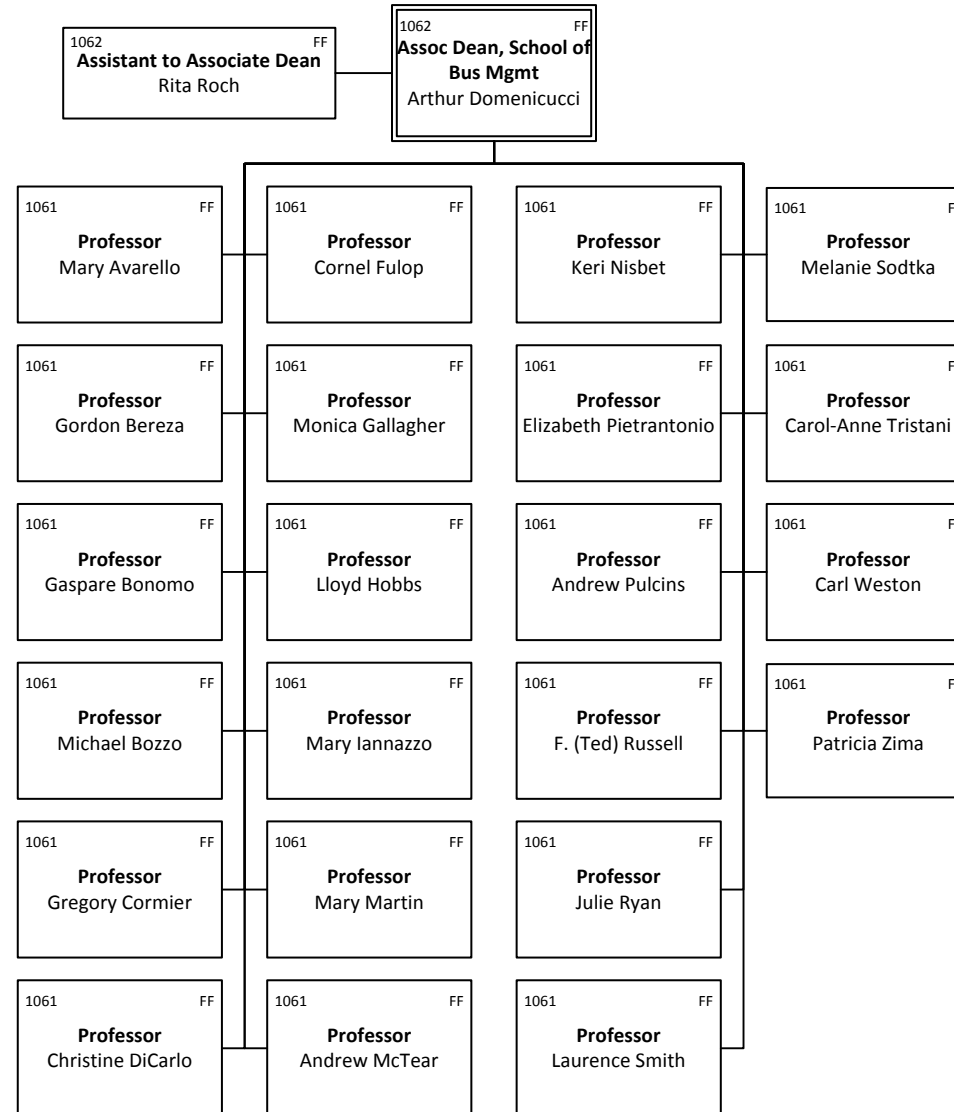 1062 FF
Assistant to Associate Dean
Rita Roch
1062 FF
Assoc Dean, School of
Bus Mgmt
Arthur Domenicucci
1061 FF
Professor
Mary Avarello
1061 FF
Professor
Cornel Fulop
1061 FF
Professor
Keri Nisbet
1061 F
Professor
Melanie Sodtka
1061 FF
Professor
Gordon Bereza
1061 FF
Professor
Monica Gallagher
1061 FF
Professor
Elizabeth Pietrantonio
1061 F
Professor
Carol-Anne Tristani
1061 FF
Professor
Gaspare Bonomo
1061 FF
Professor
Lloyd Hobbs
1061 FF
Professor
Andrew Pulcins
1061 F
Professor
Carl Weston
1061 FF
Professor
Michael Bozzo
1061 FF
Professor
Mary Iannazzo
1061 FF
Professor
F. (Ted) Russell
1061 F
Professor
Patricia Zima
1061 FF
Professor
Gregory Cormier
1061 FF
Professor
Mary Martin
1061 FF
Professor
Julie Ryan
1061 FF
Professor
Christine DiCarlo
1061 FF
Professor
Andrew McTear
1061 FF
Professor
Laurence Smith